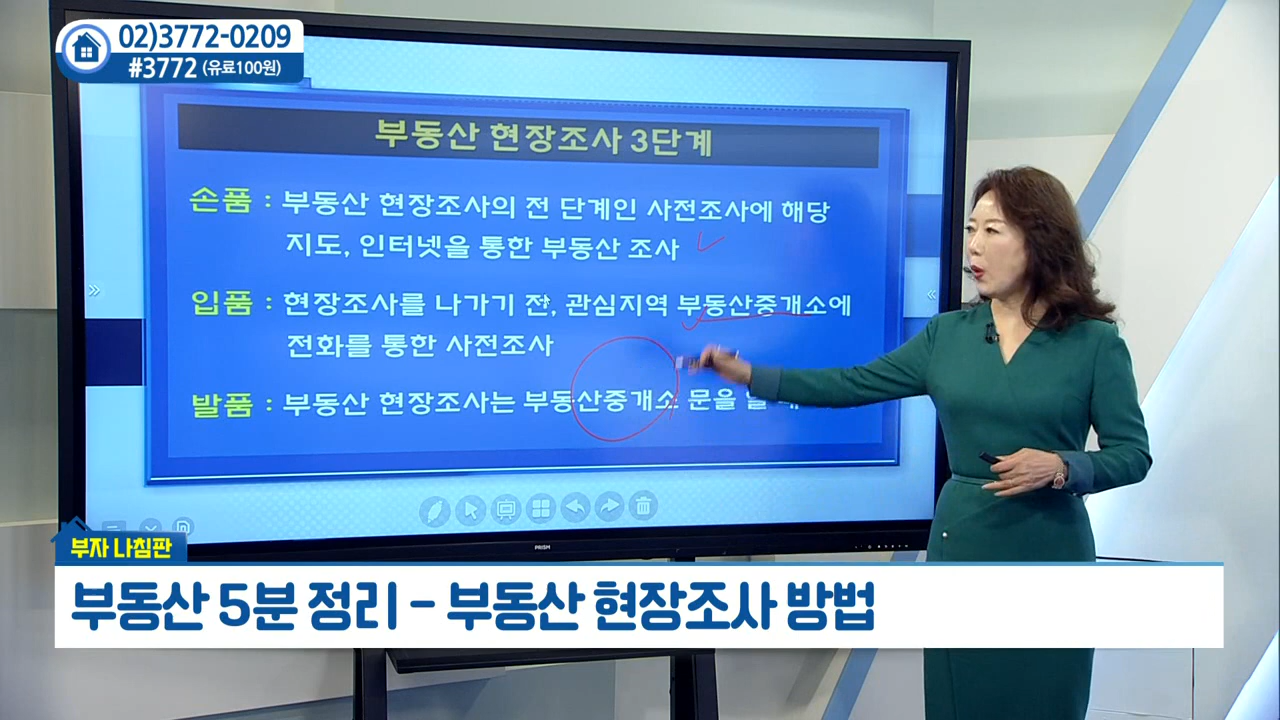 02)3772-0209
#3772 (유료100원)
부동산 현장조사 3단계
손품 : 부동산 현장조사의 전 단계인 사전조사에 해당
지도, 인터넷을 통한 부동산 조사
입품 : 현장조사를 나가기 전, 관심지역 부동산중개소에
전화를 통한 사전조사
발품 : 부동산 현장조사는 부동산중개소 문을
PRISM
부자 나침판
부동산 5분 정리 - 부동산 현장조사 방법